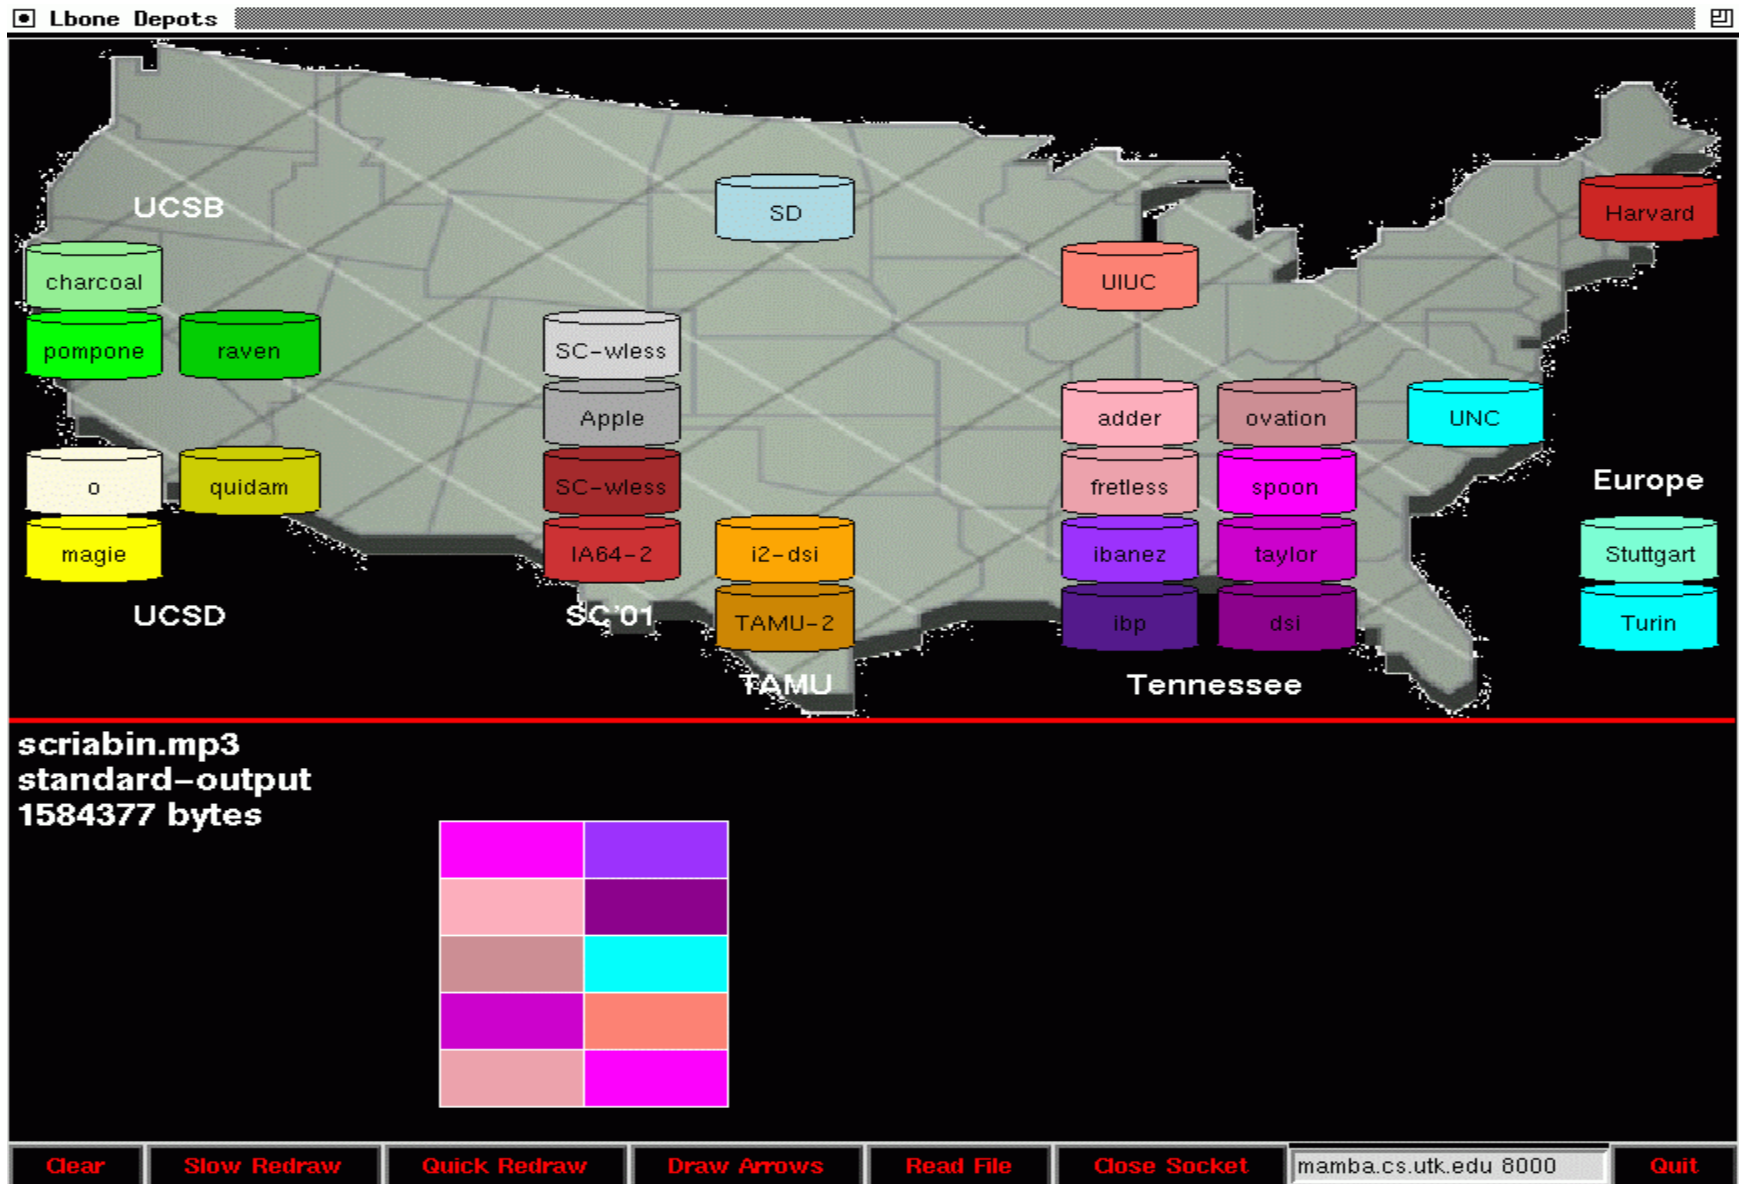 Lbone Depots
UCSB
SD
Harvard
charcoal
UIUC
pompone
raven
SC-wless
Apple
adder
ovation
UNC
o
quidam
SC-wless
fretless
spoon
Europe
magie
IA64-2
i2-dsi
ibanez
taylor
Stuttgart
UCSD
SC'01
TAMU-2
ibp
dsi
Turin
TAMU
Tennessee
scriabin.mp3
standard-output
1584377 bytes
Clear
Slow Redraw
Quick Redraw
Draw Arrows
Read File
Close Socket
mamba.cs.utk.edu 8000
Quit